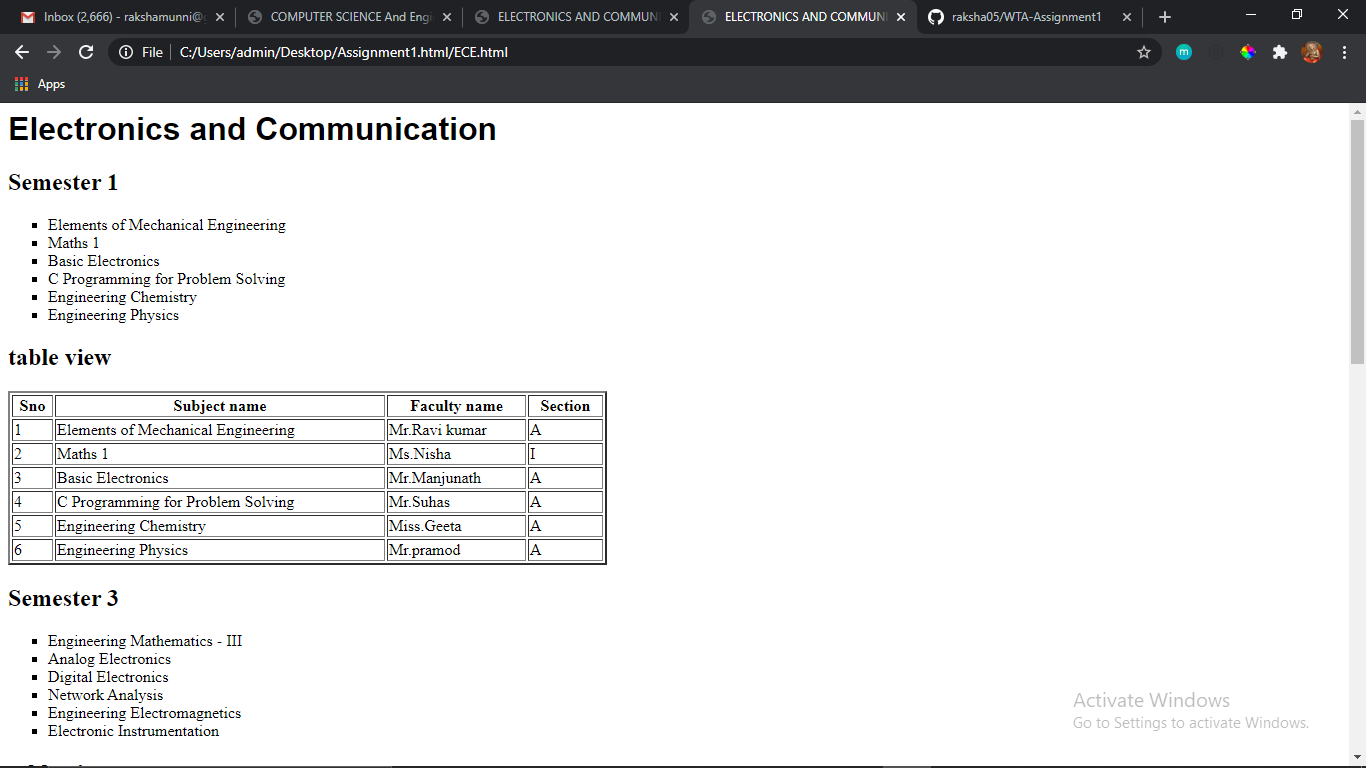 Inbox (2,666) - rakshamunni@
COMPUTER SCIENCE And Engi
ELECTRONICS AND COMMUN
ELECTRONICS AND COMMUNI
raksha05/WTA-Assignment1
File C:/Users/admin/Desktop/Assignment1.html/ECE.html
m
Apps
Electronics and Communication
Semester 1
Elements of Mechanical Engineering
Maths 1
Basic Electronics
C Programming for Problem Solving
Engineering Chemistry
Engineering Physics
table view
Sno Subject name Faculty name Section
1 Elements of Mechanical Engineering Mr.Ravi kumar A
2 Maths 1 Ms.Nisha I
3 Basic Electronics Mr.Manjunath A
4 C Programming for Problem Solving Mr.Suhas A
5 Engineering Chemistry Miss.Geeta A
6 Engineering Physics Mr.pramod A
Semester 3
Engineering Mathematics - III
Analog Electronics
Digital Electronics
Network Analysis
Engineering Electromagnetics
Electronic Instrumentation
Activate Windows
Go to Settings to activate Windows.